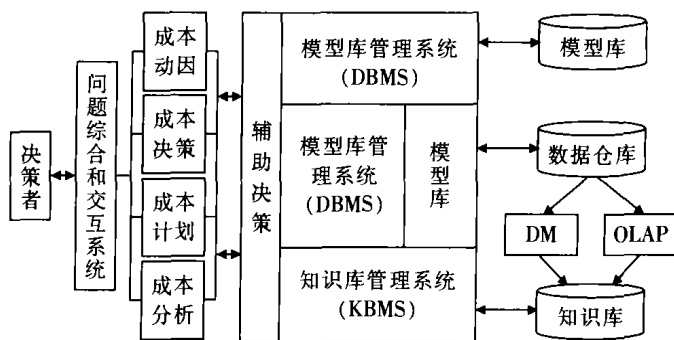 决策者
问题综合和交互系统
成本
动因
成本
决策
成本
计划
成本
分析
辅助决策
模型库管理系统
(DBMS)
模型库管
理系统
(DBMS)
模型库
知识库管理系统
(KBMS)
模型库
数据仓库
DM
OLAP
知识库